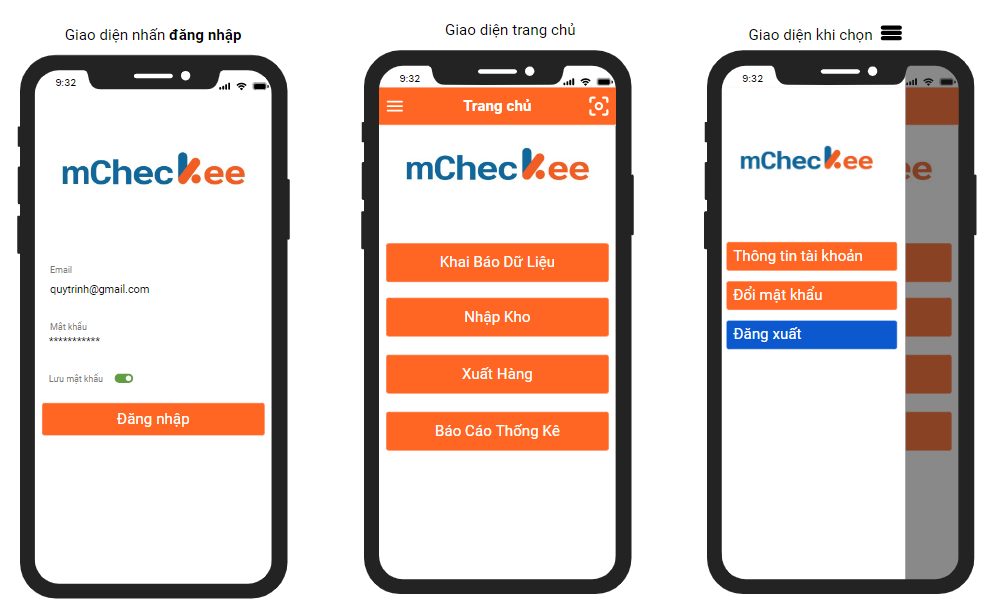 Giao diện nhấn đăng nhập
9:32
mCheckee
Email
quytrinh@gmail.com
Mật khẩu
***********
Lưu mật khẩu
Đăng nhập
Giao diện trang chủ
9:32
Trang chủ
mCheckee
Khai Báo Dữ Liệu
Nhập Kho
Xuất Hàng
Báo Cáo Thống Kê
Giao diện khi chọn
9:32
mCheckee
ee
Thông tin tài khoản
Đổi mật khẩu
Đăng xuất